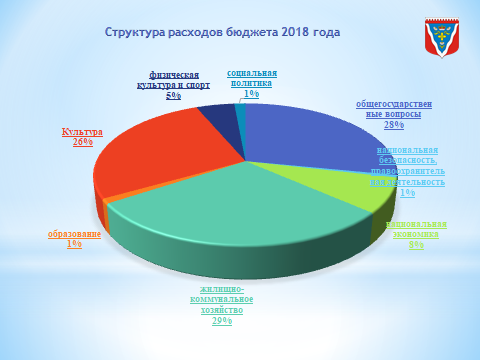 Структура расходов бюджета 2018 года
физическая
культура и спорт
5%
социальная
политика
1%
общегосударствен
ные вопросы
28%
Культура
26%
национальная
безопасность,
правоохранитель
ная деятельность
1%
образование
1%
национальная
экономика
8%
жилищно-
коммунальное
хозяйство
29%